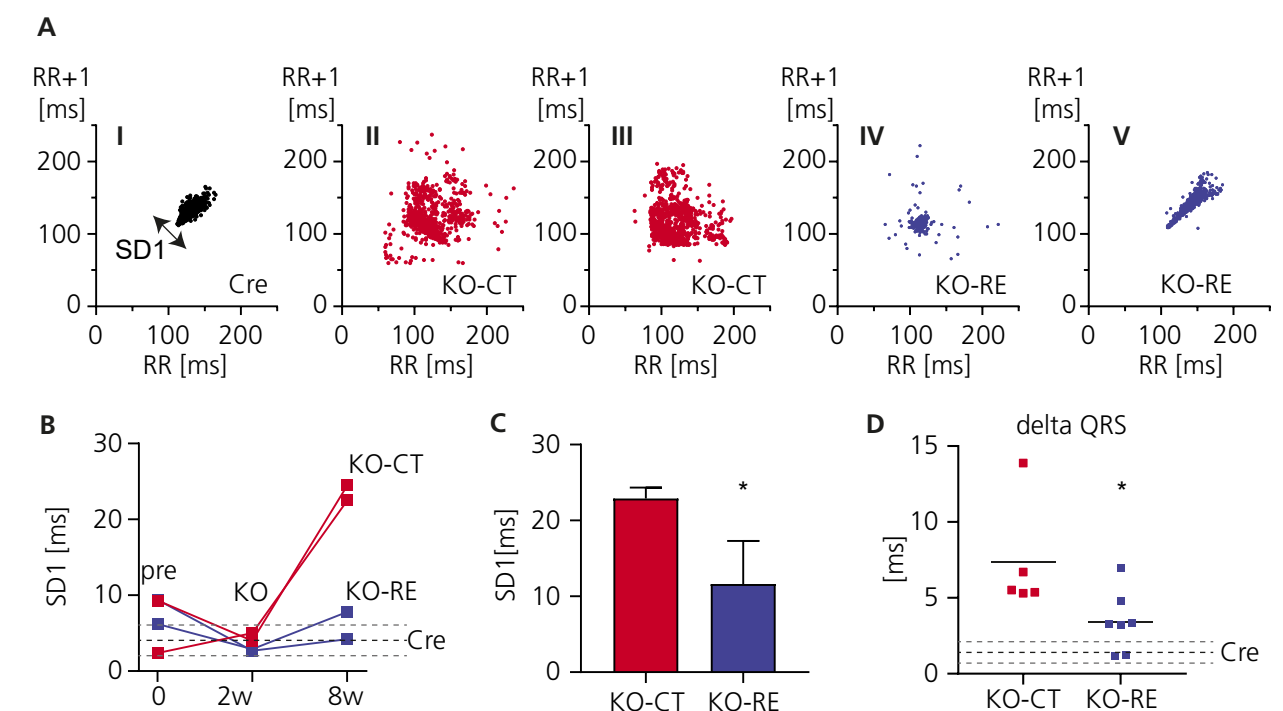 A
RR+1
[ms]
I
200
100
0
SD1
Cre
0 100 200
RR [ms]
RR+1
[ms]
II
200
100
0
KO-CT
0 100 200
RR [ms]
RR+1
[ms]
III
200
100
0
KO-CT
0 100 200
RR [ms]
RR+1
[ms]
IV
200
100
0
KO-RE
0 100 200
RR [ms]
RR+1
[ms]
V
200
100
0
KO-RE
0 100 200
RR [ms]
B
SD1 [ms]
30
20
10
0
pre
KO
KO-CT
KO-RE
Cre
0 2w 8w
C
SD1[ms]
30
20
10
0
*
KO-CT KO-RE
D
delta QRS
[ms]
15
10
5
0
*
Cre
KO-CT KO-RE